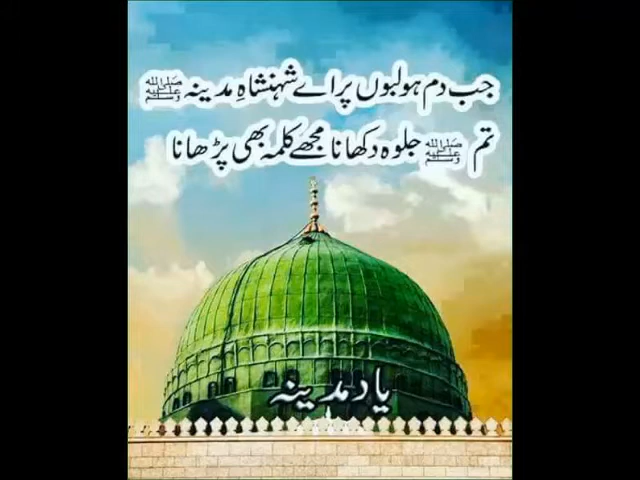 جب دم ہو لبوں پر اے شہنشاہِ مدینہ ﷺ
تم ﷺ جلوہ دکھانا مجھے کلمہ بھی پڑھانا
یاد مدینہ